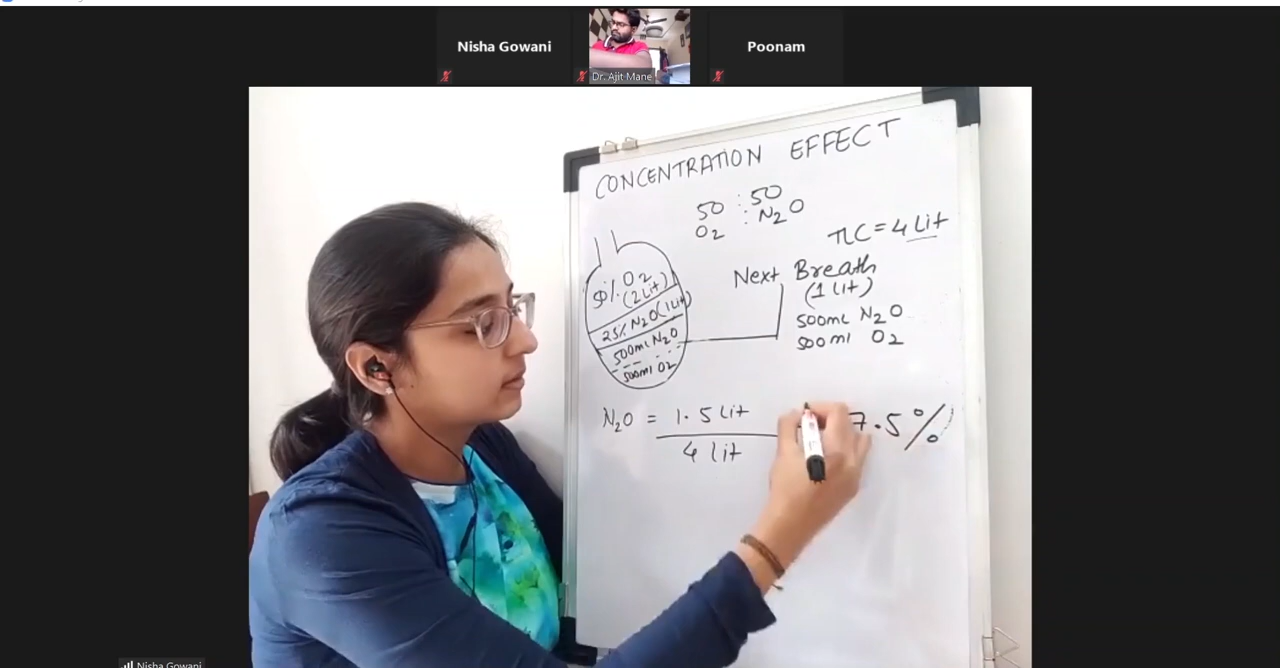 Nisha Gowani
Poonam
Dr. Ajit Mane
CONCENTRATION EFFECT
50 : 50
O2 : N2O
TLC = 4 Lit
50% O2
(2 Lit)
25% N2O (1 Lit)
500ml N2O
500ml O2
Next Breath
(1 Lit)
500ml N2O
500ml O2
N2O = 1.5 Lit
4 Lit
7.5%
Nisha Gowani